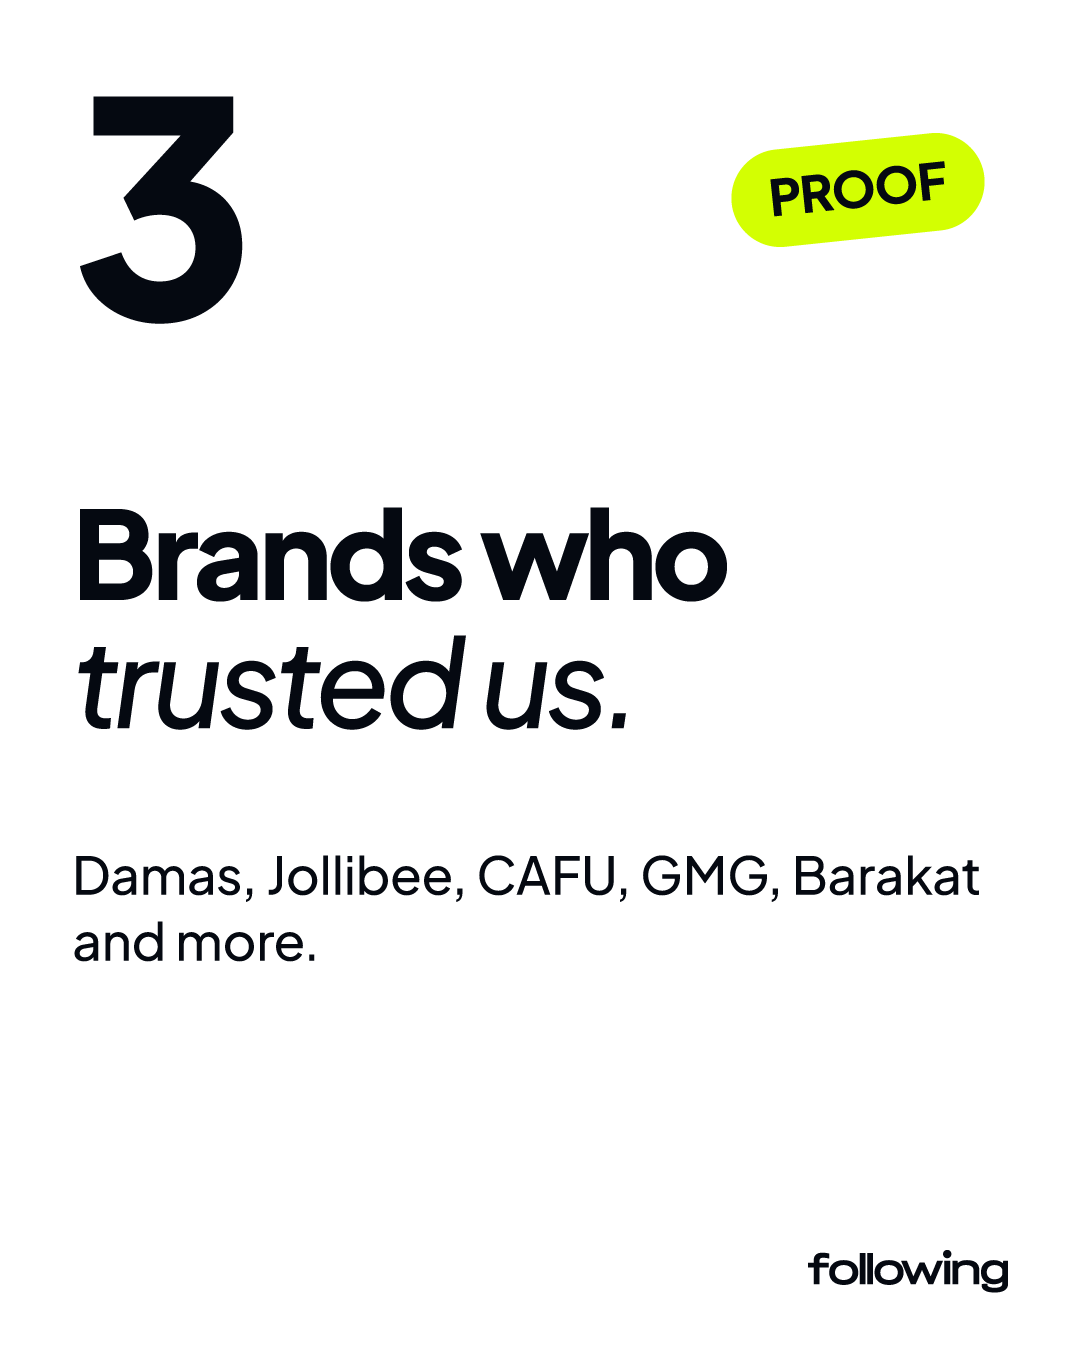 3
PROOF
Brands who
trusted us.
Damas, Jollibee, CAFU, GMG, Barakat
and more.
following